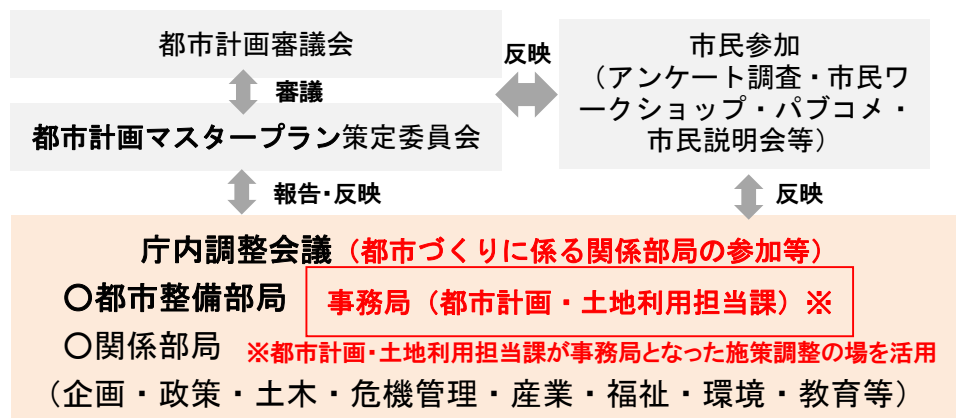 都市計画審議会
審議
都市計画マスタープラン策定委員会
反映
市民参加
（アンケート調査・市民ワ
ークショップ・パブコメ・
市民説明会等）
報告・反映
反映
庁内調整会議（都市づくりに係る関係部局の参加等）
〇都市整備部局
事務局（都市計画・土地利用担当課）※
〇関係部局
※都市計画・土地利用担当課が事務局となった施策調整の場を活用
（企画・政策・土木・危機管理・産業・福祉・環境・教育等）